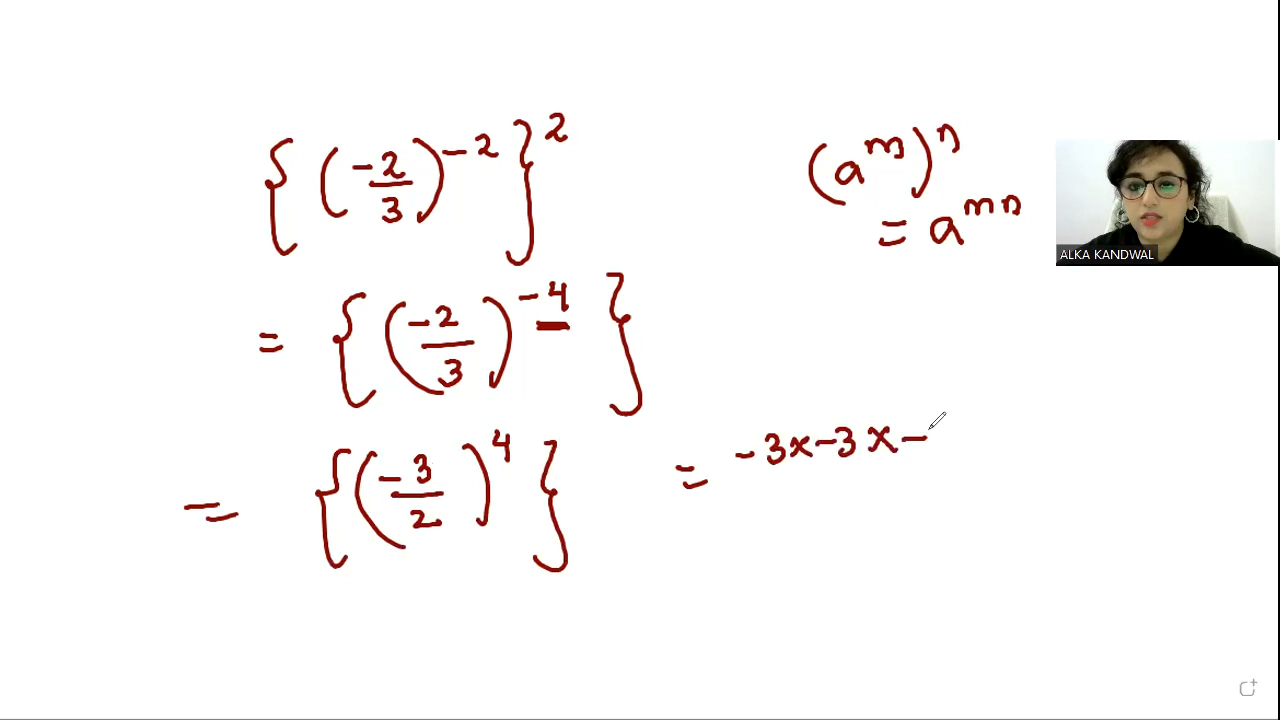 {(-2/3)^-2}^2
(a^m)^n
= a^mn
ALKA KANDWAL
= {(-2/3)^-4}
= {(-3/2)^4} = -3x-3x-